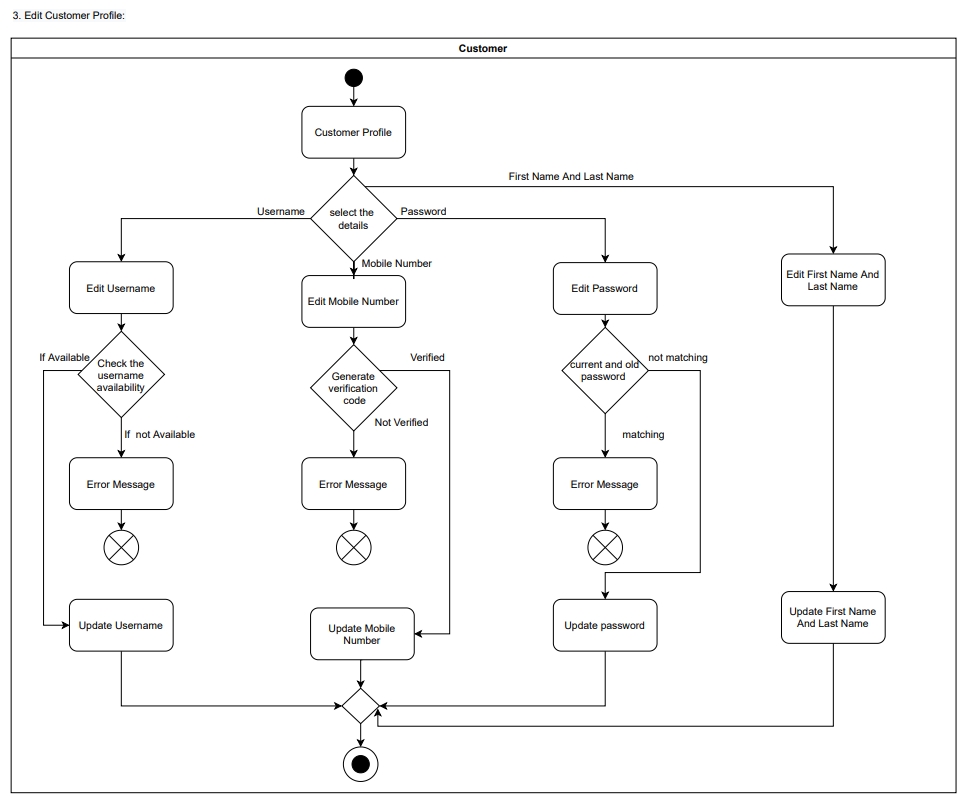 3. Edit Customer Profile:
Customer
Customer Profile
First Name And Last Name
Username
select the
details
Password
Mobile Number
Edit Username
Edit Mobile Number
Edit Password
Edit First Name And
Last Name
If Available
Check the
username
availability
Verified
Generate
verification
code
current and old
password
not matching
If  not Available
Not Verified
matching
Error Message
Error Message
Error Message
Update Username
Update Mobile
Number
Update password
Update First Name
And Last Name